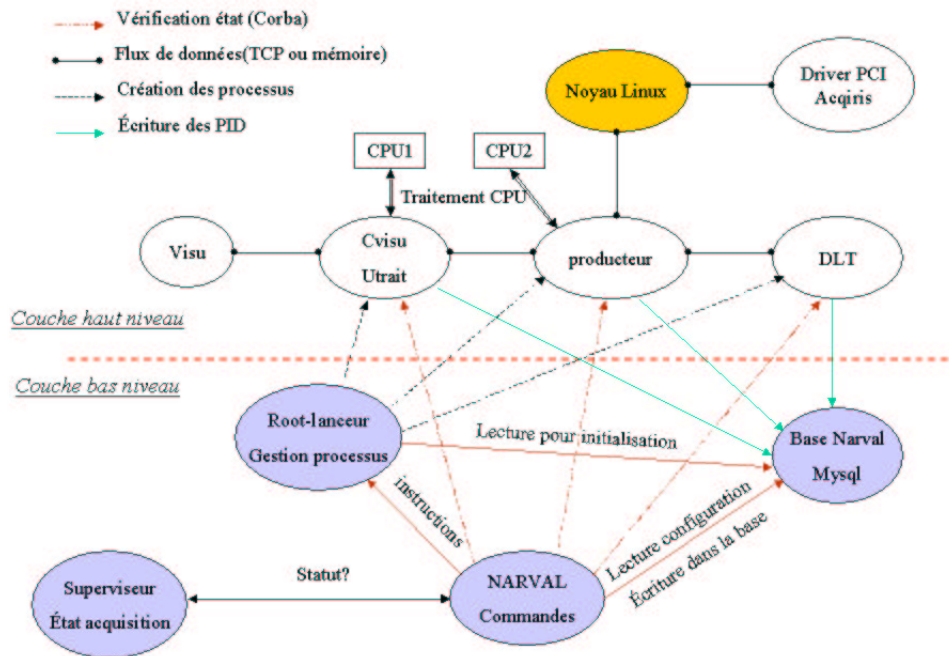 Vérification état (Corba)
Flux de données(TCP ou mémoire)
Création des processus
Écriture des PID
Noyau Linux
Driver PCI
Acqiris
CPU1
CPU2
Traitement CPU
Visu
Cvisu
Utrait
producteur
DLT
Couche haut niveau
Couche bas niveau
Root-lanceur
Gestion processus
Lecture pour initialisation
Base Narval
Mysql
instructions
Lecture configuration
Écriture dans la base
Superviseur
État acquisition
Statut?
NARVAL
Commandes